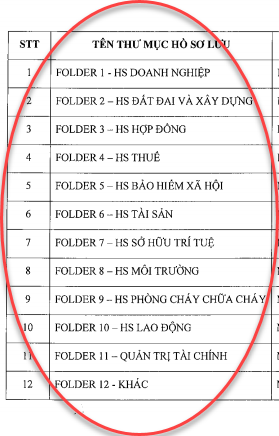 STT TÊN THƯ MỤC HỒ SƠ LƯU
1 FOLDER 1 - HS DOANH NGHIỆP
2 FOLDER 2 – HS ĐẤT ĐAI VÀ XÂY DỰNG
3 FOLDER 3 – HS HỢP ĐỒNG
4 FOLDER 4 – HS THUẾ
5 FOLDER 5 – HS BẢO HIỂM XÃ HỘI
6 FOLDER 6 – HS TÀI SẢN
7 FOLDER 7 – HS SỞ HỮU TRÍ TUỆ
8 FOLDER 8 – HS MÔI TRƯỜNG
9 FOLDER 9 – HS PHÒNG CHÁY CHỮA CHÁY
10 FOLDER 10 – HS LAO ĐỘNG
11 FOLDER 11 – QUẢN TRỊ TÀI CHÍNH
12 FOLDER 12 - KHÁC